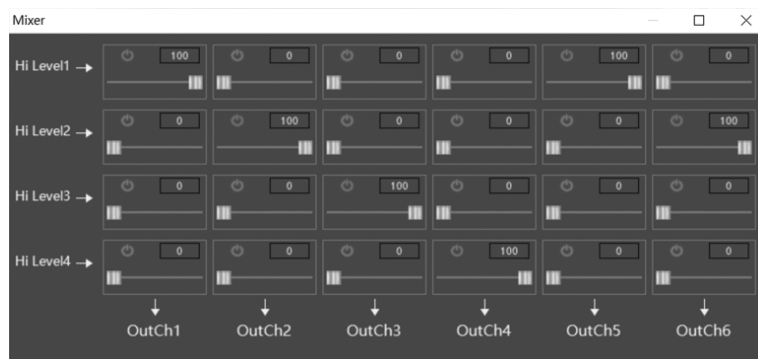 Mixer
100 0 0 0 100 0
Hi Level1
0 100 0 0 0 100
Hi Level2
0 0 100 0 0 0
Hi Level3
0 0 0 100 0 0
Hi Level4
OutCh1 OutCh2 OutCh3 OutCh4 OutCh5 OutCh6